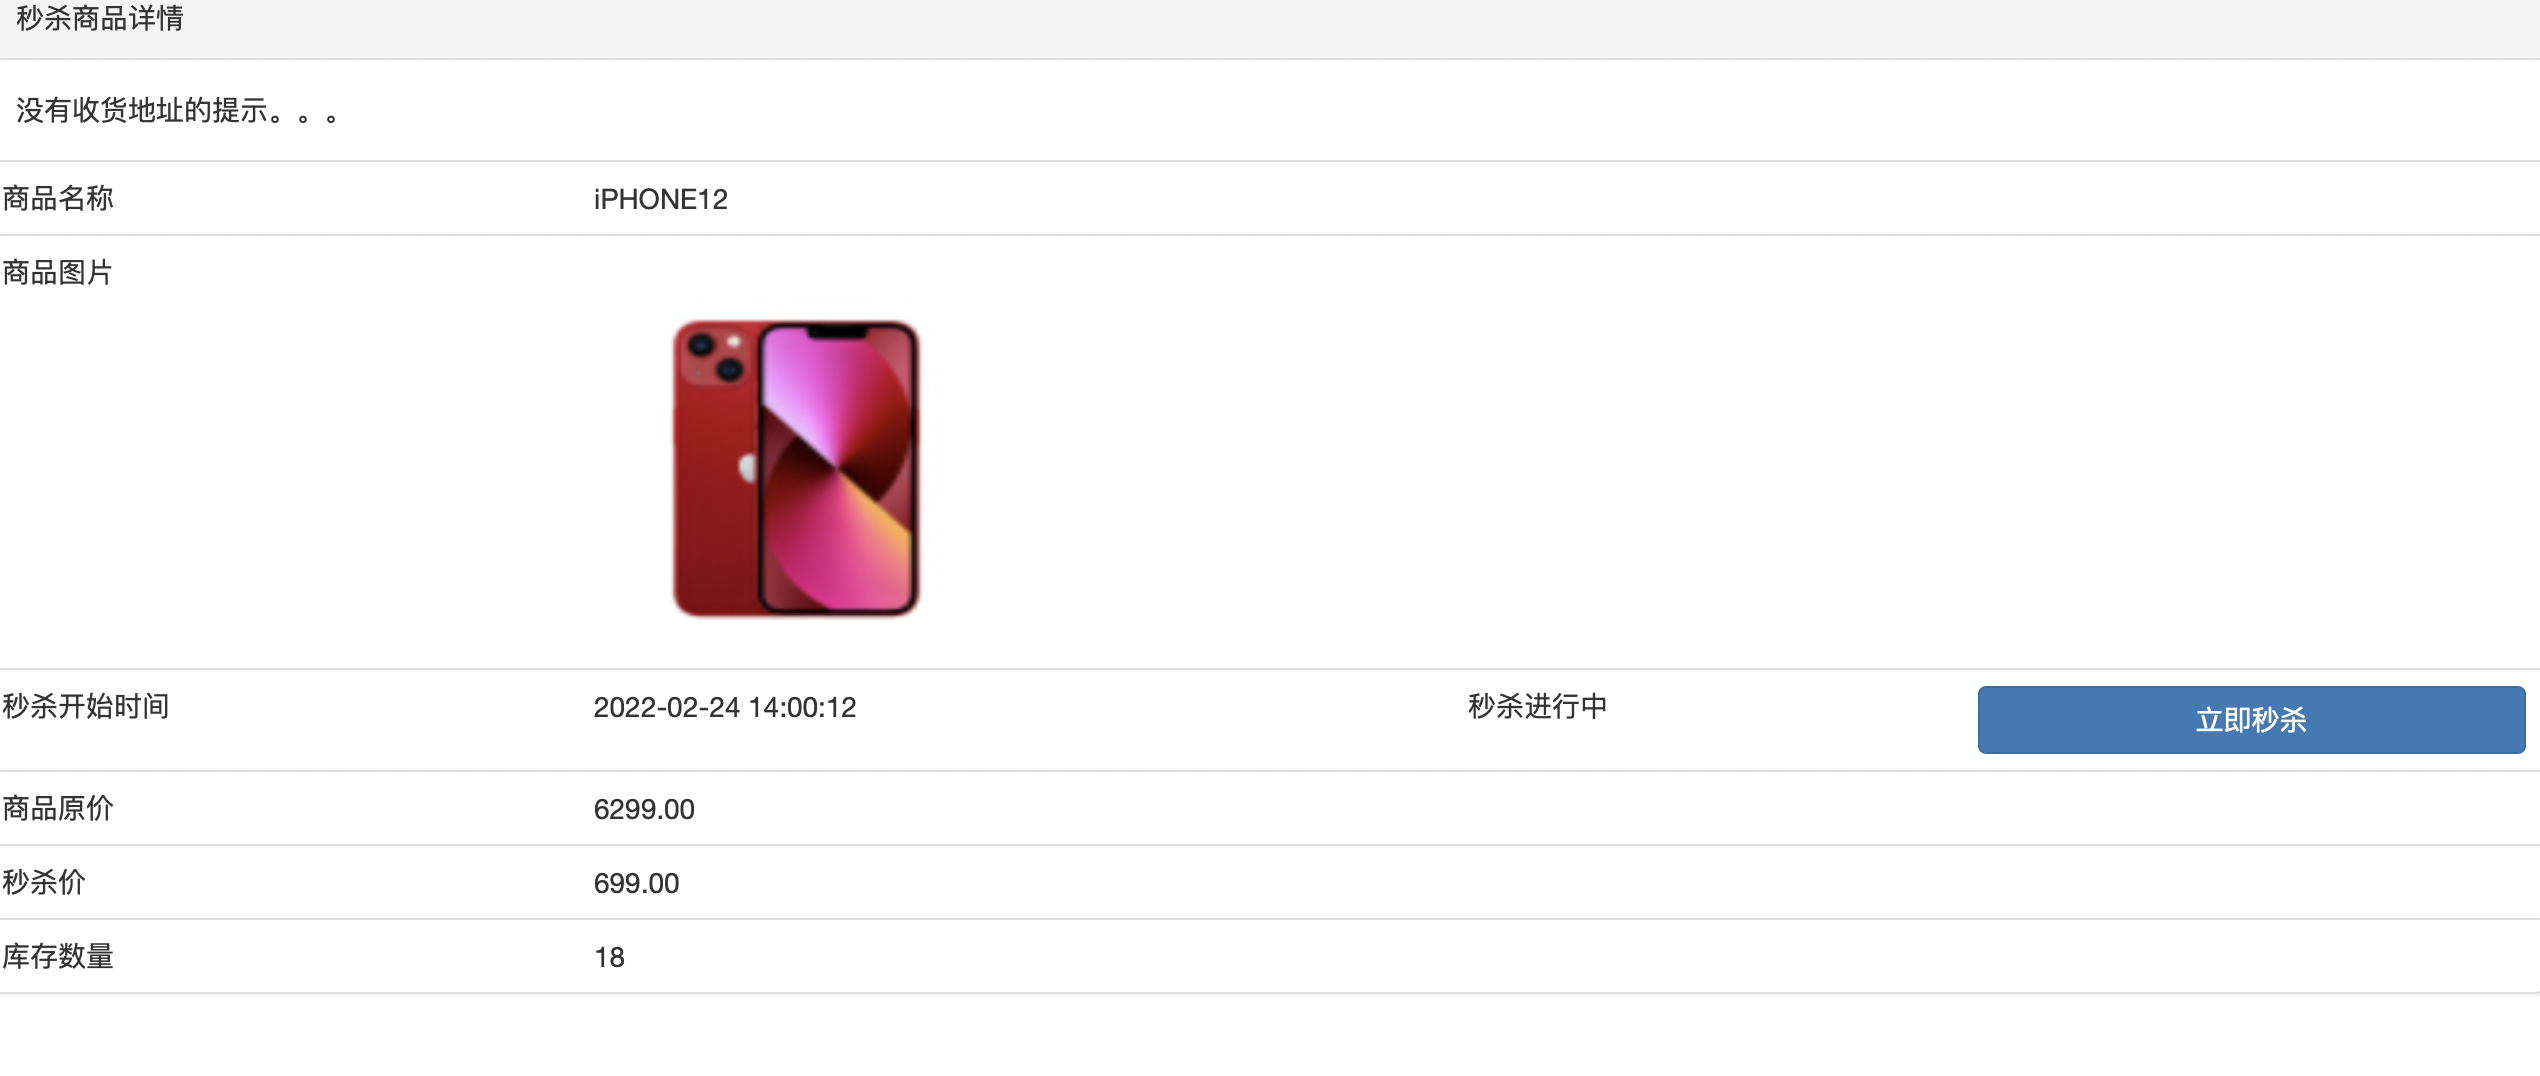 秒杀商品详情
没有收货地址的提示。。。
商品名称 iPHONE12
商品图片
秒杀开始时间 2022-02-24 14:00:12 秒杀进行中 立即秒杀
商品原价 6299.00
秒杀价 699.00
库存数量 18